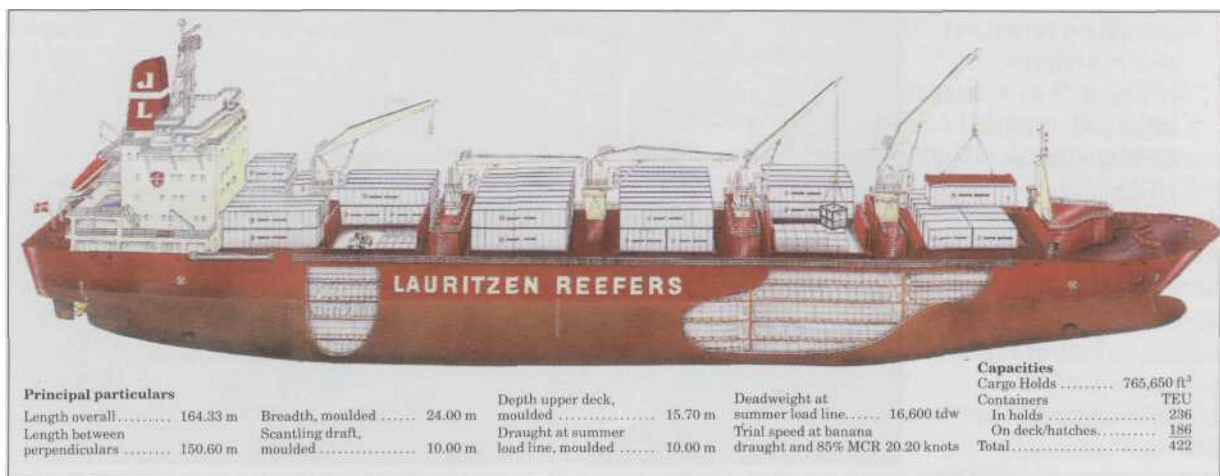 J
L
LAURITZEN REEFERS
Principal particulars
Length overall ........ 164.33 m
Length between
perpendiculars ...... 150.60 m
Breadth, moulded ...... 24.00 m
Scantling draft,
moulded .................. 10.00 m
Depth upper deck,
moulded .................. 15.70 m
Draught at summer
load line, moulded .. 10.00 m
Deadweight at
summer load line...... 16,600 tdw
Trial speed at banana
draught and 85% MCR 20.20 knots
Capacities
Cargo Holds ......... 765,650 ft³
Containers TEU
In holds ................. 236
On deck/hatches.......... 186
Total ..................... 422